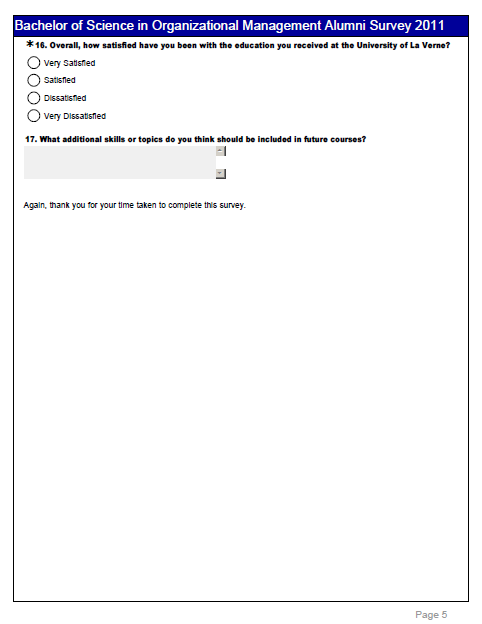 Bachelor of Science in Organizational Management Alumni Survey 2011
*16. Overall, how satisfied have you been with the education you received at the University of La Verne?
Very Satisfied
Satisfied
Dissatisfied
Very Dissatisfied
17. What additional skills or topics do you think should be included in future courses?
Again, thank you for your time taken to complete this survey.
Page 5